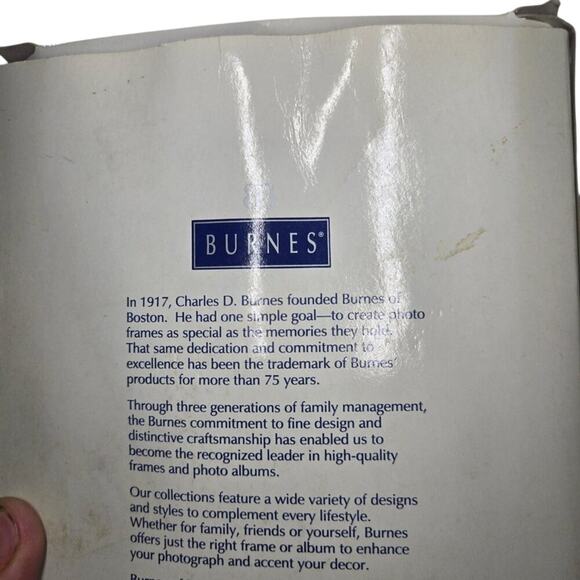 BURNES®
In 1917, Charles D. Burnes founded Burnes of
Boston. He had one simple goal—to create photo
frames as special as the memories they hold.
That same dedication and commitment to
excellence has been the trademark of Burnes'
products for more than 75 years.
Through three generations of family management,
the Burnes commitment to fine design and
distinctive craftsmanship has enabled us to
become the recognized leader in high-quality
frames and photo albums.
Our collections feature a wide variety of designs
and styles to complement every lifestyle.
Whether for family, friends or yourself, Burnes
offers just the right frame or album to enhance
your photograph and accent your decor.